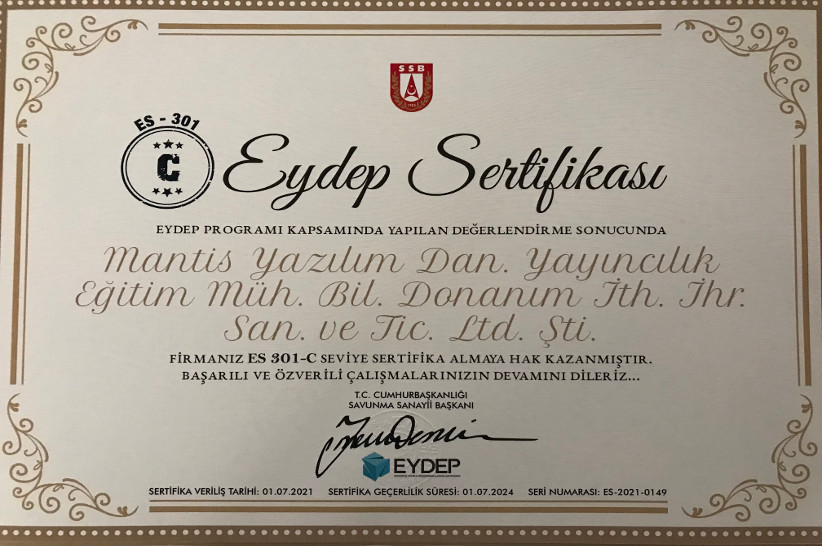 SSB
ES - 301
C
Eydep Sertifikası
EYDEP PROGRAMI KAPSAMINDA YAPILAN DEĞERLENDİRME SONUCUNDA
Mantis Yazılım Dan. Yayıncılık
Eğitim Müh. Bil. Donanım İth. İhr.
San. ve Tic. Ltd. Şti.
FİRMANIZ ES 301-C SEVİYE SERTİFİKA ALMAYA HAK KAZANMIŞTIR.
BAŞARILI VE ÖZVERİLİ ÇALIŞMALARINIZIN DEVAMINI DİLERİZ...
T.C. CUMHURBAŞKANLIĞI
SAVUNMA SANAYİİ BAŞKANI
EYDEP
SERTİFİKA VERİLİŞ TARİHİ: 01.07.2021 SERTİFİKA GEÇERLİLİK SÜRESİ: 01.07.2024 SERİ NUMARASI: ES-2021-0149